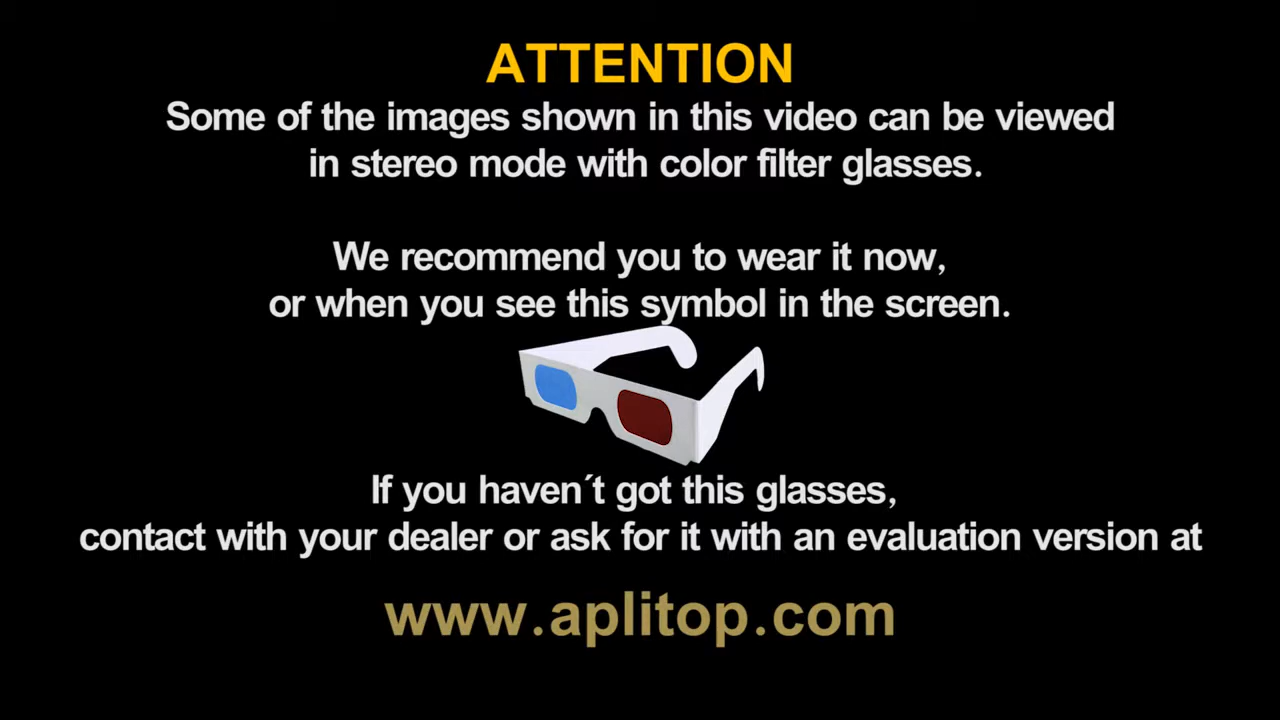 ATTENTION
Some of the images shown in this video can be viewed
in stereo mode with color filter glasses.
We recommend you to wear it now,
or when you see this symbol in the screen.
If you haven´t got this glasses,
contact with your dealer or ask for it with an evaluation version at
www.aplitop.com